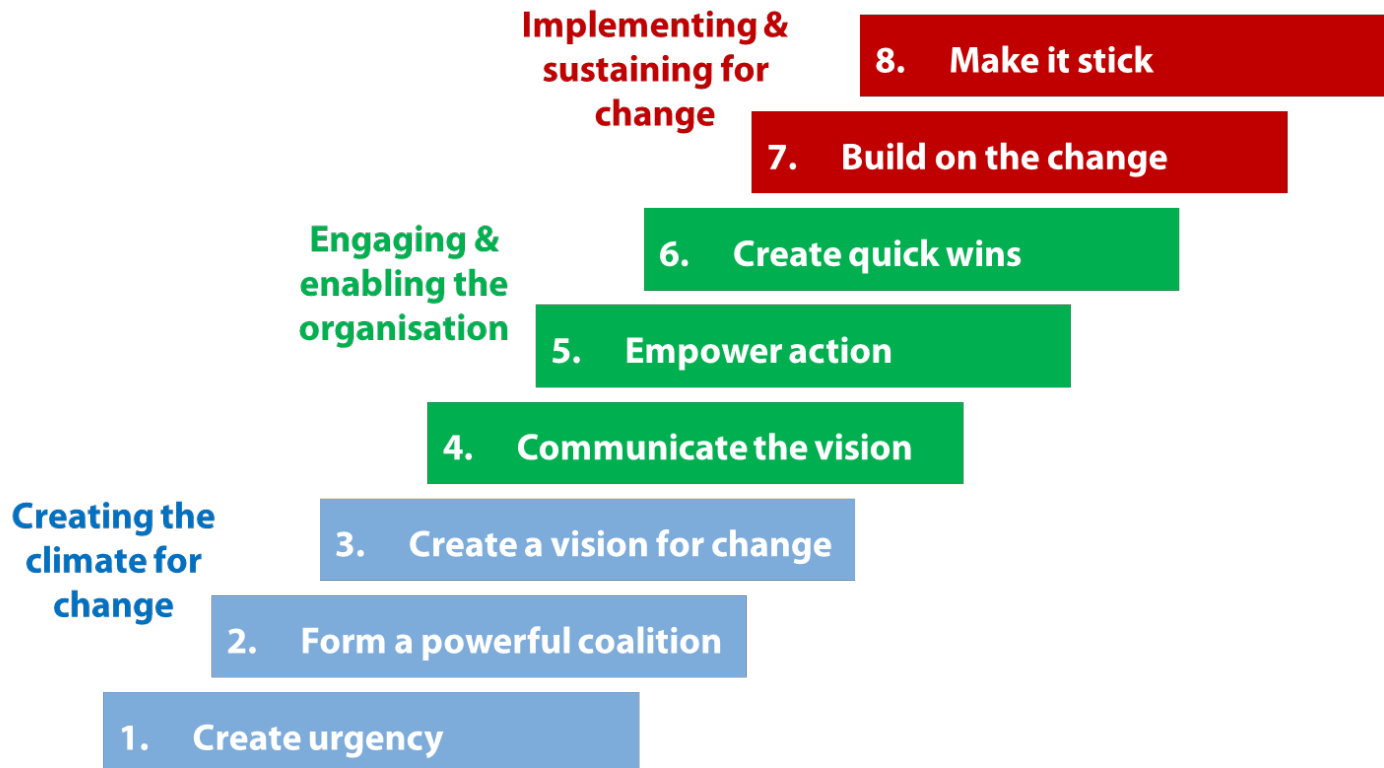 Implementing &
sustaining for
change
8. Make it stick
7. Build on the change
Engaging &
enabling the
organisation
6. Create quick wins
5. Empower action
4. Communicate the vision
Creating the
climate for
change
3. Create a vision for change
2. Form a powerful coalition
1. Create urgency